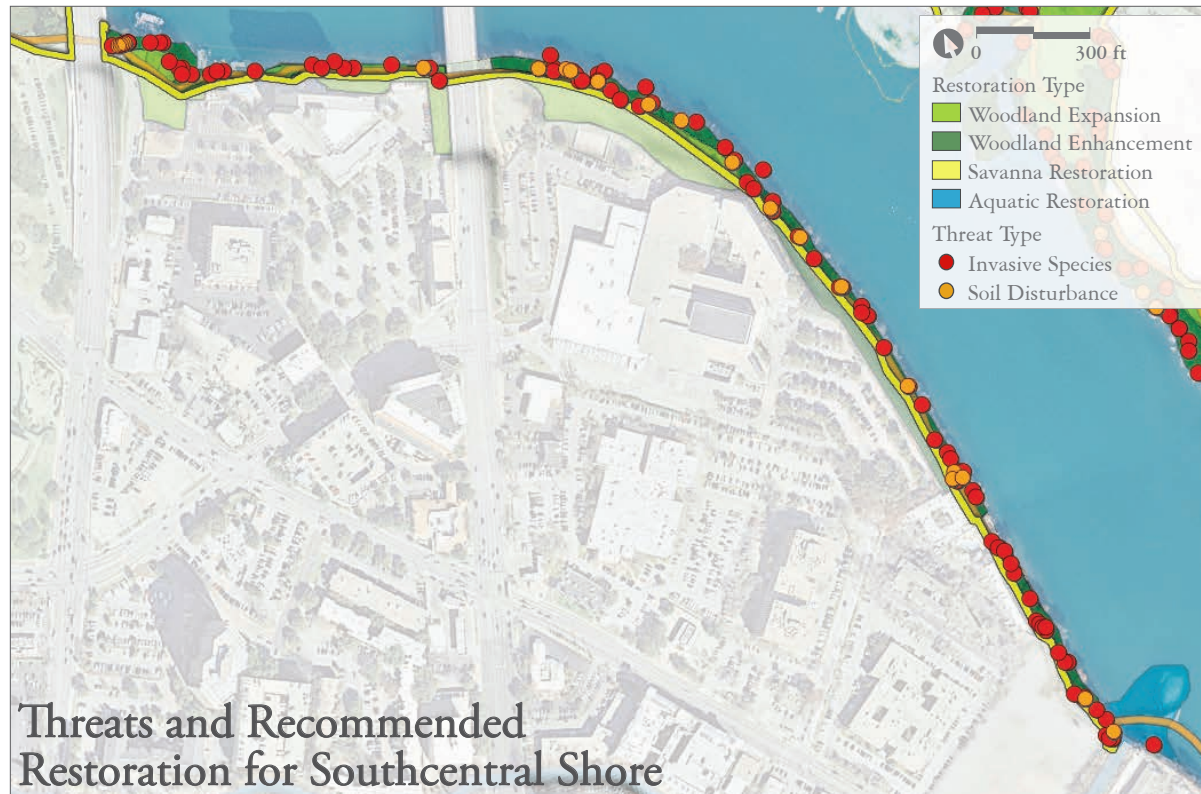 0 300 ft
Restoration Type
Woodland Expansion
Woodland Enhancement
Savanna Restoration
Aquatic Restoration
Threat Type
Invasive Species
Soil Disturbance
Threats and Recommended
Restoration for Southcentral Shore